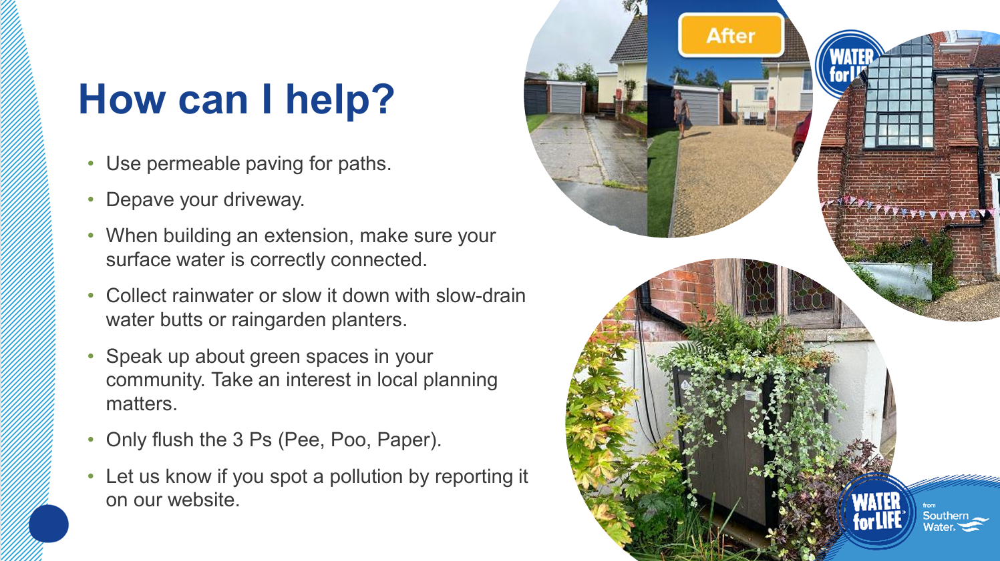 How can I help?
• Use permeable paving for paths.
• Depave your driveway.
• When building an extension, make sure your
surface water is correctly connected.
• Collect rainwater or slow it down with slow-drain
water butts or raingarden planters.
• Speak up about green spaces in your
community. Take an interest in local planning
matters.
• Only flush the 3 Ps (Pee, Poo, Paper).
• Let us know if you spot a pollution by reporting it
on our website.
After
WATER
for
WATER
for LIFE
from
Southern
Water.